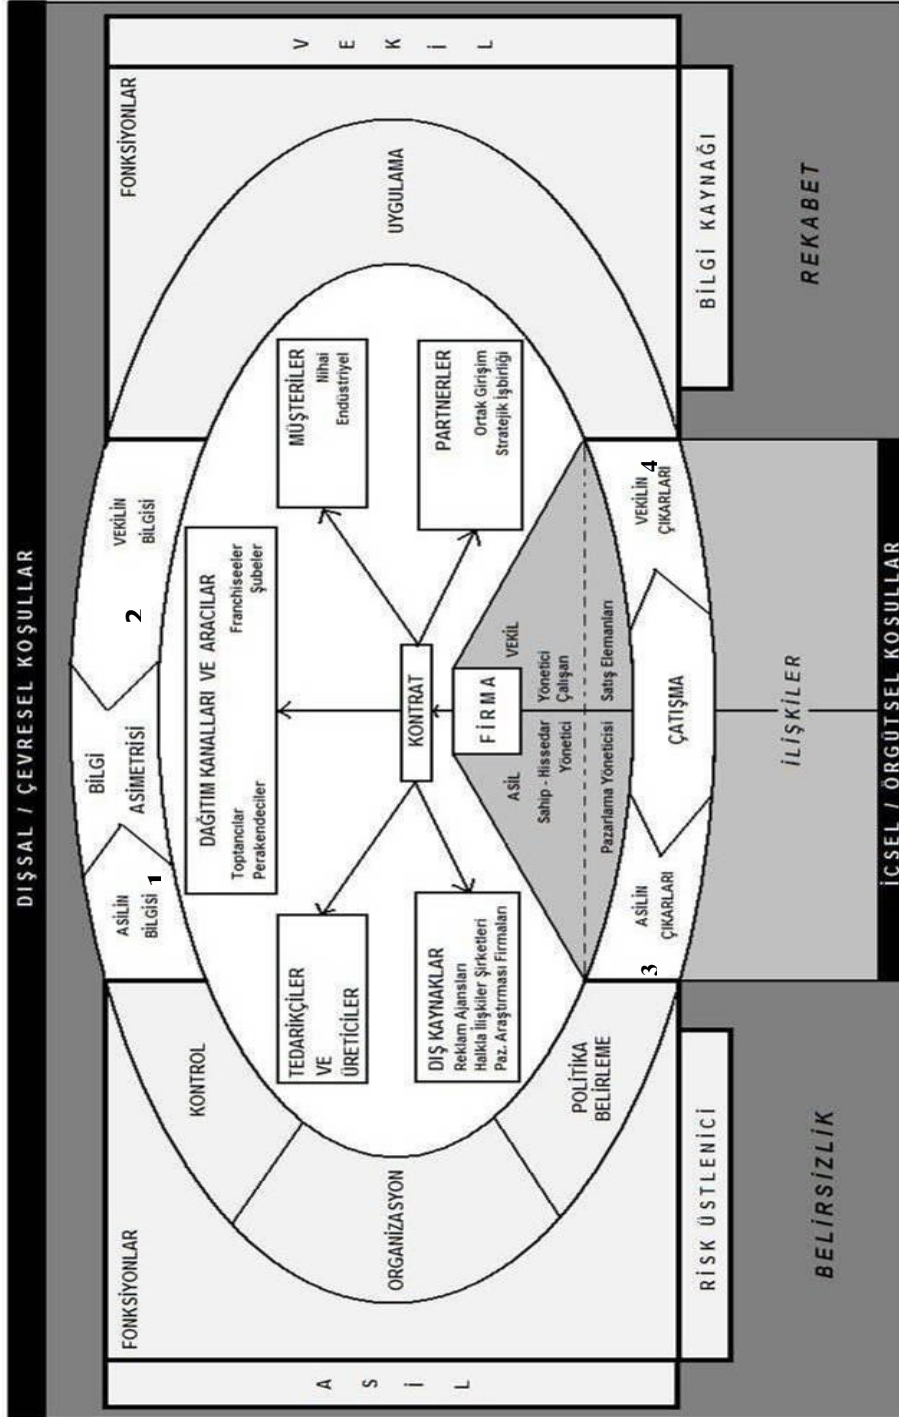 DIŞSAL / ÇEVRESEL KOŞULLAR
A S İ L
FONKSİYONLAR
KONTROL
ORGANİZASYON
POLİTİKA
BELİRLEME
ASİLİN
BİLGİSİ
1
BİLGİ
ASİMETRİSİ
2
VEKİLİN
BİLGİSİ
FONKSİYONLAR
UYGULAMA
V E K İ L
TEDARİKÇİLER
VE
ÜRETİCİLER
DAĞITIM KANALLARI VE ARACILAR
Toptancılar
Perakendeciler
Franchiseeler
Şubeler
MÜŞTERİLER
Nihai
Endüstriyel
DIŞ KAYNAKLAR
Reklam Ajansları
Halkla İlişkiler Şirketleri
Paz. Araştırması Firmaları
KONTRAT
PARTNERLER
Ortak Girişim
Stratejik İşbirliği
FİRMA
ASİL
Sahip - Hissedar
Yönetici
Pazarlama Yöneticisi
VEKİL
Yönetici
Çalışan
Satış Elemanları
3
ASİLİN
ÇIKARLARI
ÇATIŞMA
VEKİLİN
ÇIKARLARI
4
RİSK ÜSTLENİCİ
BİLGİ KAYNAĞI
BELİRSİZLİK
İLİŞKİLER
REKABET
İÇSEL / ÖRGÜTSEL KOŞULLAR